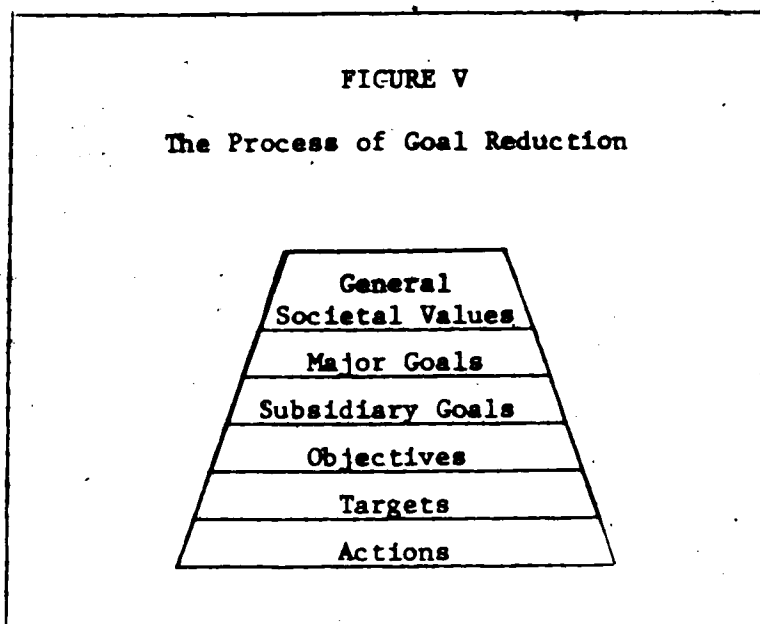 FIGURE V
The Process of Goal Reduction
General
Societal Values
Major Goals
Subsidiary Goals
Objectives
Targets
Actions